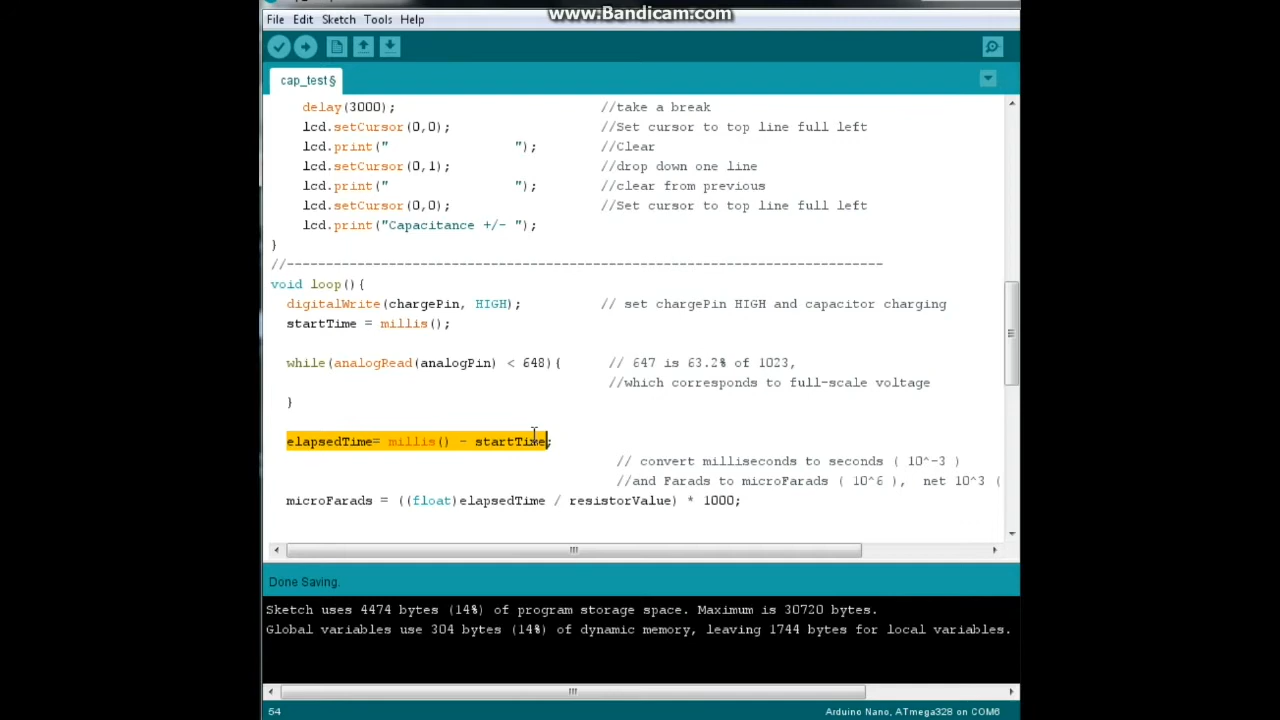 www.Bandicam.com
File Edit Sketch Tools Help
cap_test§
delay(3000); //take a break
lcd.setCursor(0,0); //Set cursor to top line full left
lcd.print(" "); //Clear
lcd.setCursor(0,1); //drop down one line
lcd.print(" "); //clear from previous
lcd.setCursor(0,0); //Set cursor to top line full left
lcd.print("Capacitance +/- ");
}
//----------------------------------------------------------------------------
void loop(){
digitalWrite(chargePin, HIGH); // set chargePin HIGH and capacitor charging
startTime = millis();
while(analogRead(analogPin) < 648){ // 647 is 63.2% of 1023,
//which corresponds to full-scale voltage
}
elapsedTime= millis() - startTime;
// convert milliseconds to seconds ( 10^-3 )
//and Farads to microFarads ( 10^6 ), net 10^3 (
microFarads = ((float)elapsedTime / resistorValue) * 1000;
Done Saving.
Sketch uses 4474 bytes (14%) of program storage space. Maximum is 30720 bytes.
Global variables use 304 bytes (14%) of dynamic memory, leaving 1744 bytes for local variables.
54 Arduino Nano, ATmega328 on COM6